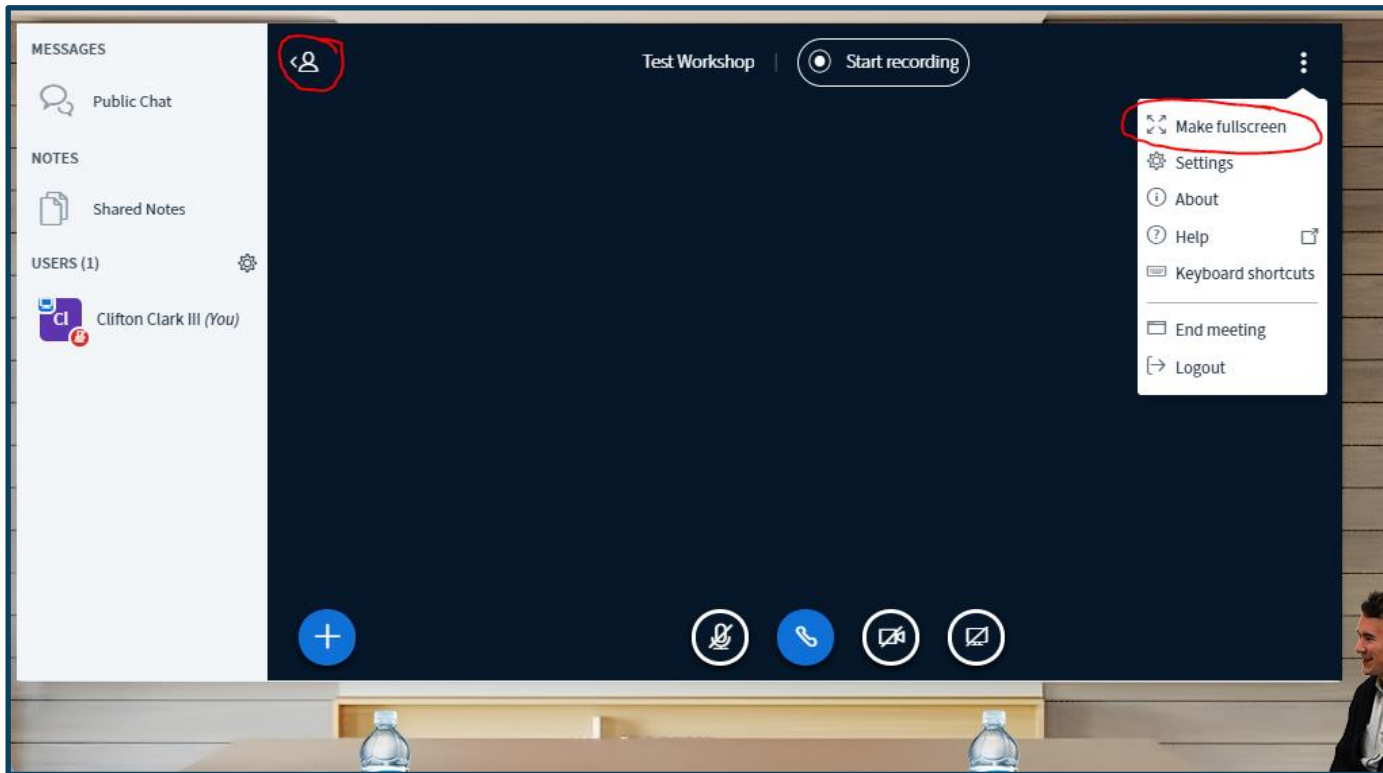 MESSAGES
Public Chat
NOTES
Shared Notes
USERS (1)
Cl
Clifton Clark III (You)
Test Workshop
Start recording
Make fullscreen
Settings
About
Help
Keyboard shortcuts
End meeting
Logout